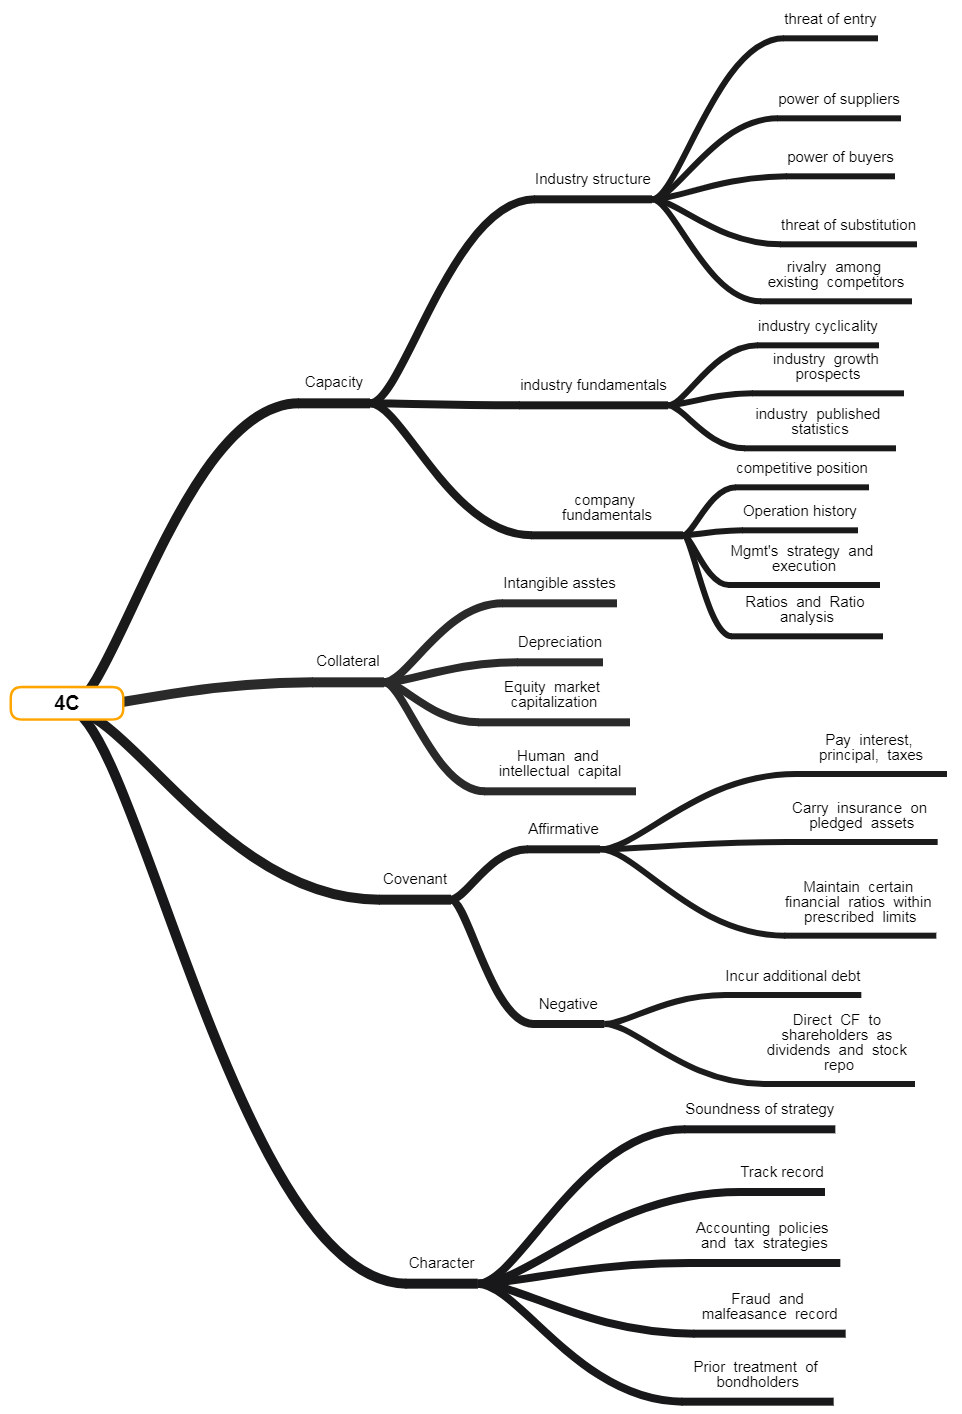 threat of entry
power of suppliers
power of buyers
Industry structure
threat of substitution
rivalry among
existing competitors
industry cyclicality
industry growth
prospects
Capacity
industry fundamentals
industry published
statistics
competitive position
company
fundamentals
Operation history
Mgmt's strategy and
execution
Ratios and Ratio
analysis
Intangible asstes
Depreciation
Collateral
Equity market
capitalization
4C
Human and
intellectual capital
Pay interest,
principal, taxes
Carry insurance on
pledged assets
Affirmative
Maintain certain
financial ratios within
prescribed limits
Covenant
Incur additional debt
Negative
Direct CF to
shareholders as
dividends and stock
repo
Soundness of strategy
Track record
Accounting policies
and tax strategies
Character
Fraud and
malfeasance record
Prior treatment of
bondholders